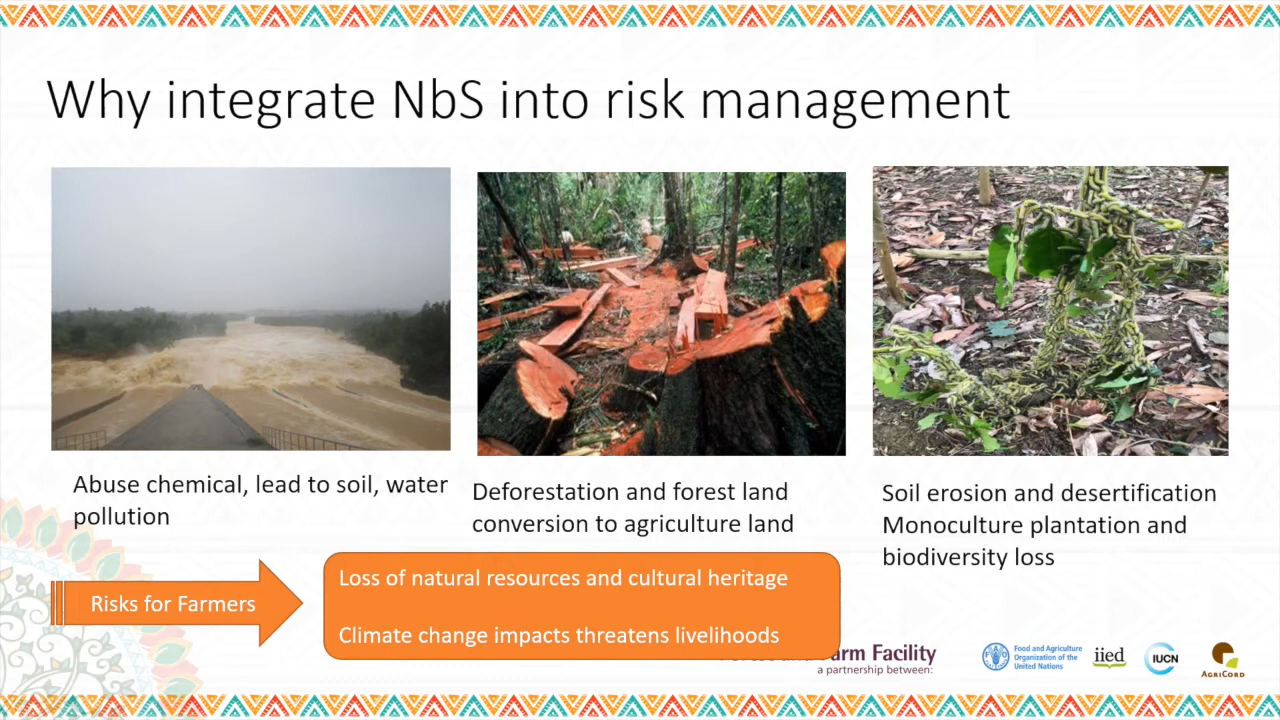 Why integrate NbS into risk management
Abuse chemical, lead to soil, water
pollution
Deforestation and forest land
conversion to agriculture land
Soil erosion and desertification
Monoculture plantation and
biodiversity loss
Risks for Farmers
Loss of natural resources and cultural heritage
Climate change impacts threatens livelihoods
Farm Facility
a partnership between:
Food and Agriculture
Organization of the
United Nations
iied
IUCN
AGRICORD